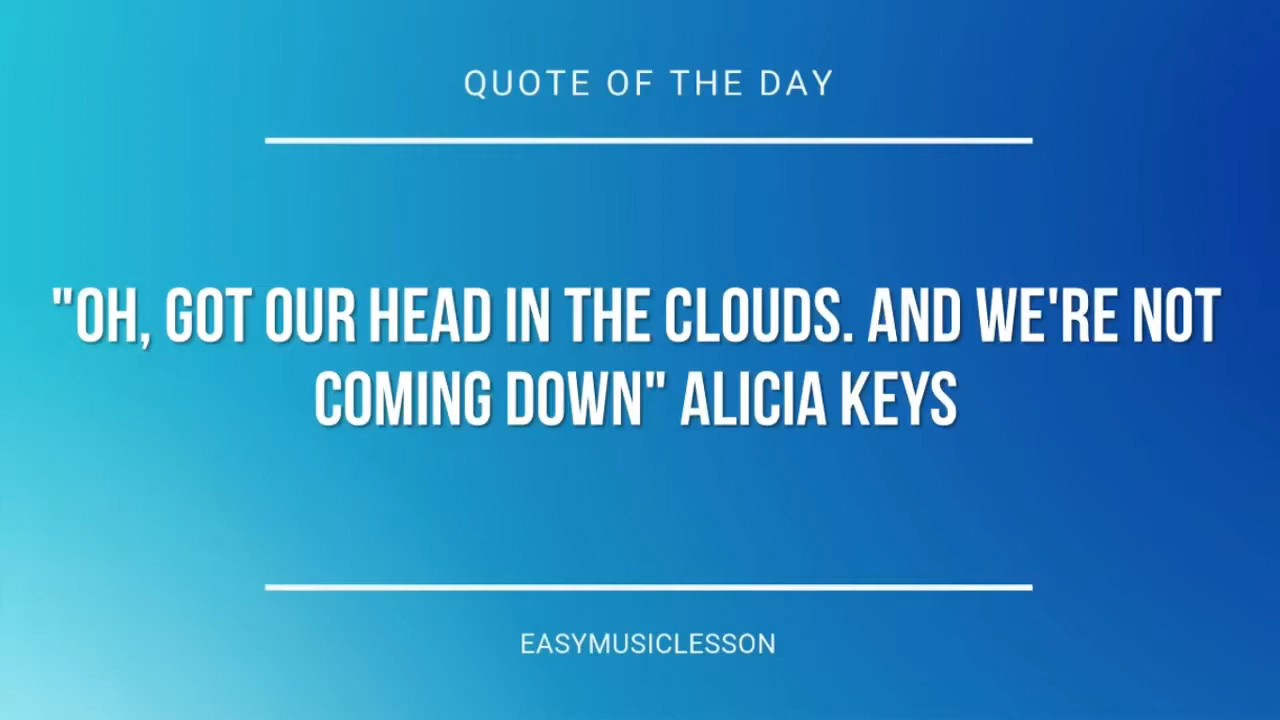 QUOTE OF THE DAY
"OH, GOT OUR HEAD IN THE CLOUDS. AND WE'RE NOT
COMING DOWN" ALICIA KEYS
EASYMUSICLESSON